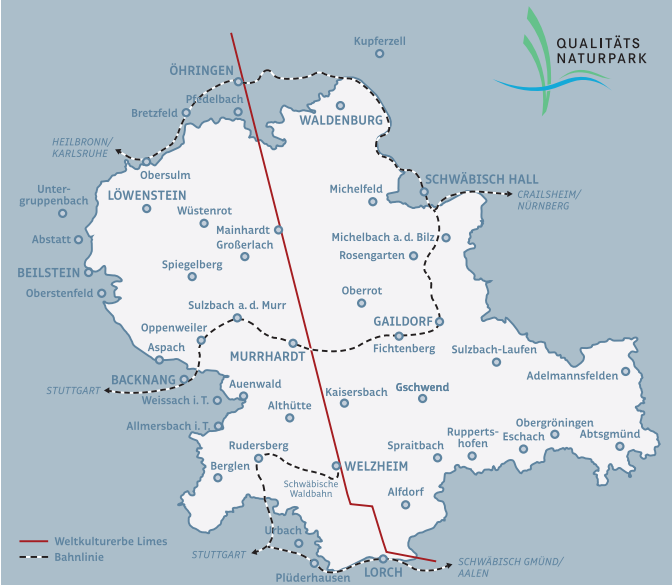 QUALITÄTS
NATURPARK
Kupferzell
ÖHRINGEN
Pfedelbach
Bretzfeld
WALDENBURG
HEILBRONN/
KARLSRUHE
Obersulm
SCHWÄBISCH HALL
CRAILSHEIM/
NÜRNBERG
Unter-
gruppenbach
LÖWENSTEIN
Michelfeld
Wüstenrot
Mainhardt
Abstatt
Großerlach
Michelbach a. d. Bilz
Rosengarten
BEILSTEIN
Spiegelberg
Oberstenfeld
Oberrot
Sulzbach a. d. Murr
GAILDORF
Oppenweiler
Fichtenberg
Aspach
MURRHARDT
Sulzbach-Laufen
BACKNANG
Adelmannsfelden
STUTTGART
Auenwald
Gschwend
Weissach i. T.
Kaisersbach
Althütte
Allmersbach i. T.
Obergröningen
Rupperts-
hofen
Eschach
Abtsgmünd
Rudersberg
Spraitbach
Berglen
WELZHEIM
Schwäbische
Waldbahn
Alfdorf
Urbach
Weltkulturerbe Limes
Bahnlinie
STUTTGART
Plüderhausen
LORCH
SCHWÄBISCH GMÜND/
AALEN